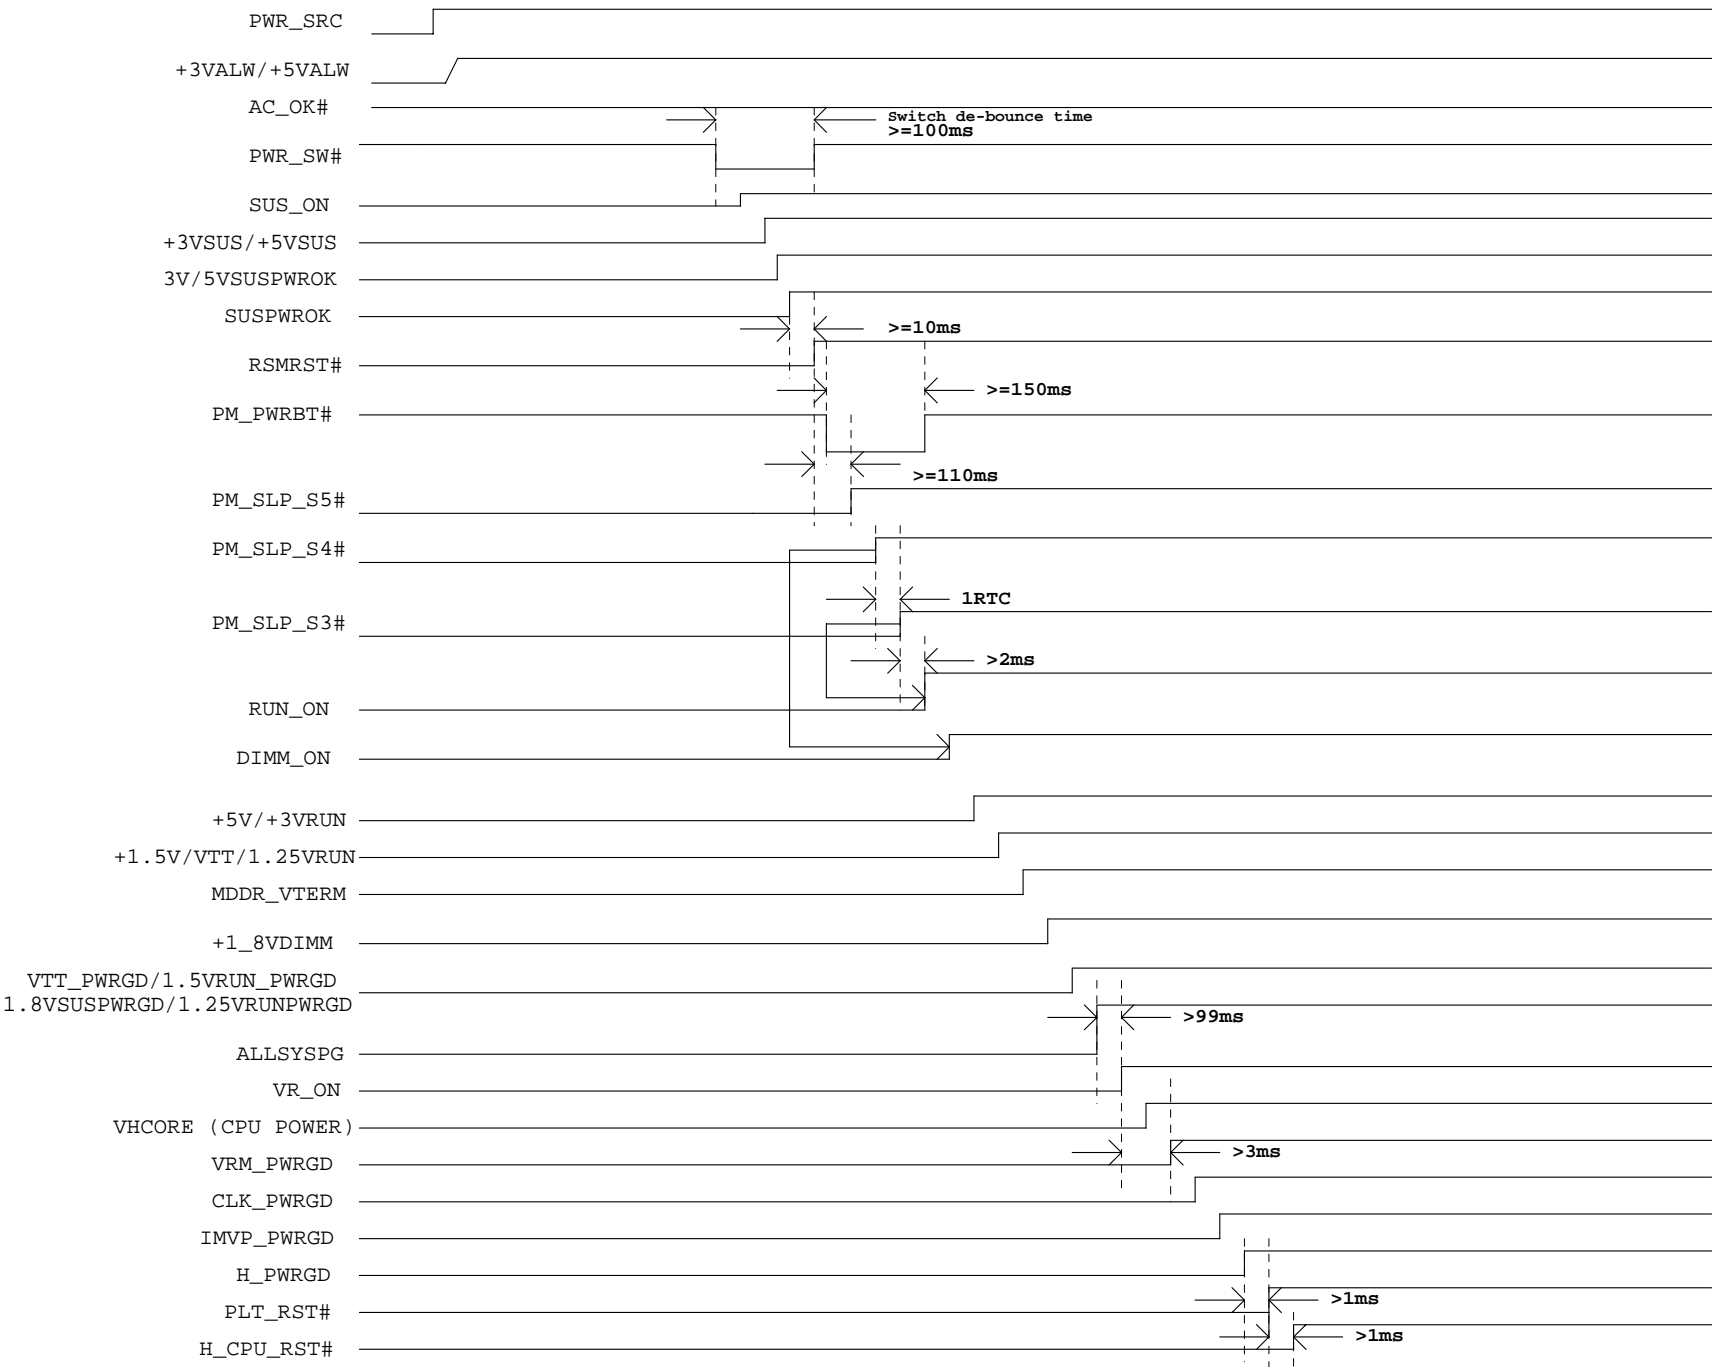 PWR_SRC
+3VALW/+5VALW
AC_OK#
Switch de-bounce time
>=100ms
PWR_SW#
SUS_ON
+3VSUS/+5VSUS
3V/5VSUSPWROK
SUSPWROK
>=10ms
RSMRST#
>=150ms
PM_PWRBT#
>=110ms
PM_SLP_S5#
PM_SLP_S4#
1RTC
PM_SLP_S3#
>2ms
RUN_ON
DIMM_ON
+5V/+3VRUN
+1.5V/VTT/1.25VRUN
MDDR_VTERM
+1_8VDIMM
VTT_PWRGD/1.5VRUN_PWRGD
1.8VSUSPWRGD/1.25VRUNPWRGD
>99ms
ALLSYSPG
VR_ON
VHCORE (CPU POWER)
>3ms
VRM_PWRGD
CLK_PWRGD
IMVP_PWRGD
H_PWRGD
>1ms
PLT_RST#
>1ms
H_CPU_RST#